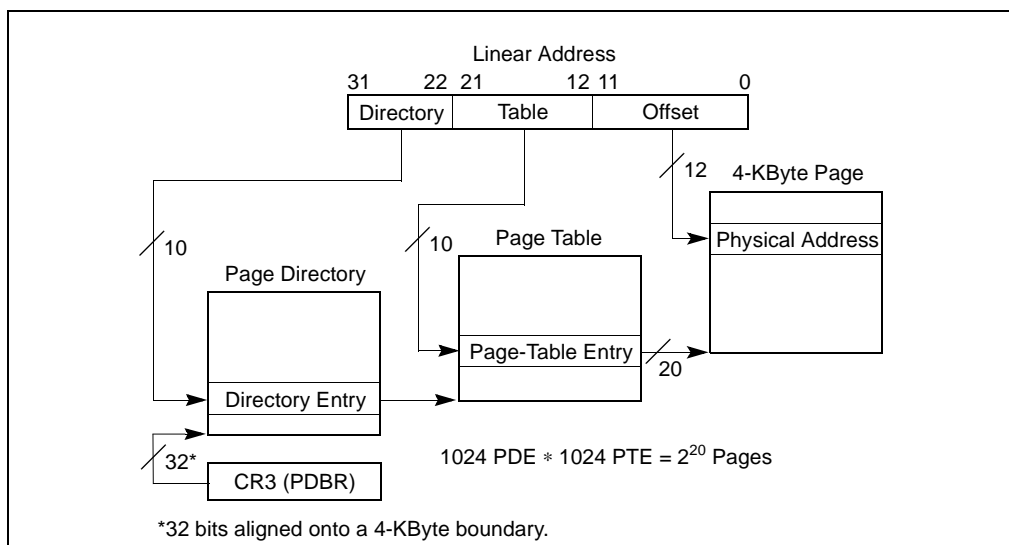 Linear Address
31 22 21 12 11 0
Directory Table Offset
12
4-KByte Page
10
10
Page Table
Physical Address
Page Directory
Page-Table Entry
20
Directory Entry
32*
1024 PDE ∗ 1024 PTE = 2²⁰ Pages
CR3 (PDBR)
*32 bits aligned onto a 4-KByte boundary.